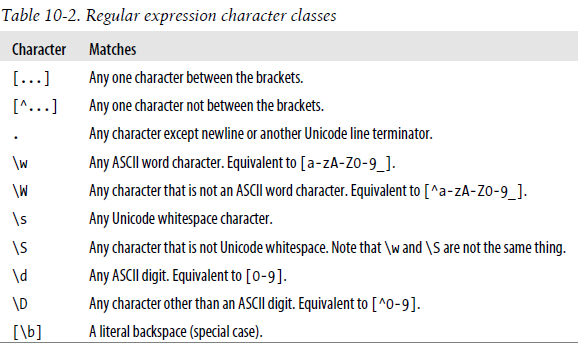 Table 10-2. Regular expression character classes
Character Matches
[...] Any one character between the brackets.
[^...] Any one character not between the brackets.
. Any character except newline or another Unicode line terminator.
\w Any ASCII word character. Equivalent to [a-zA-Z0-9_].
\W Any character that is not an ASCII word character. Equivalent to [^a-zA-Z0-9_].
\s Any Unicode whitespace character.
\S Any character that is not Unicode whitespace. Note that \w and \S are not the same thing.
\d Any ASCII digit. Equivalent to [0-9].
\D Any character other than an ASCII digit. Equivalent to [^0-9].
[\b] A literal backspace (special case).